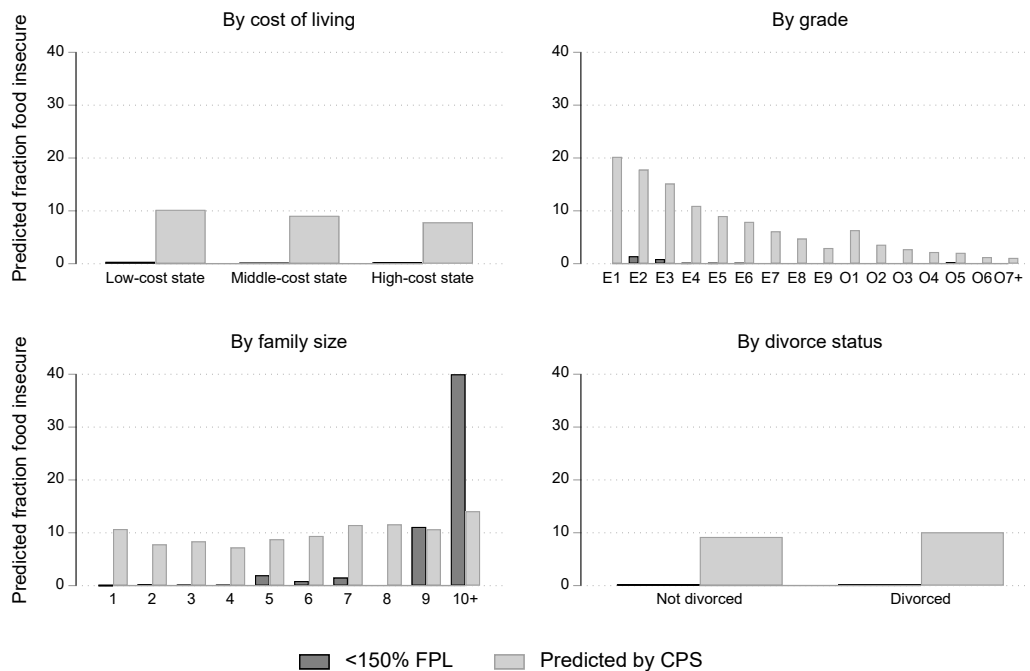 By cost of living
Predicted fraction food insecure
40
30
20
10
0
Low-cost state Middle-cost state High-cost state
By grade
40
30
20
10
0
E1 E2 E3 E4 E5 E6 E7 E8 E9 O1 O2 O3 O4 O5 O6 O7+
By family size
Predicted fraction food insecure
40
30
20
10
0
1 2 3 4 5 6 7 8 9 10+
By divorce status
40
30
20
10
0
Not divorced Divorced
<150% FPL Predicted by CPS